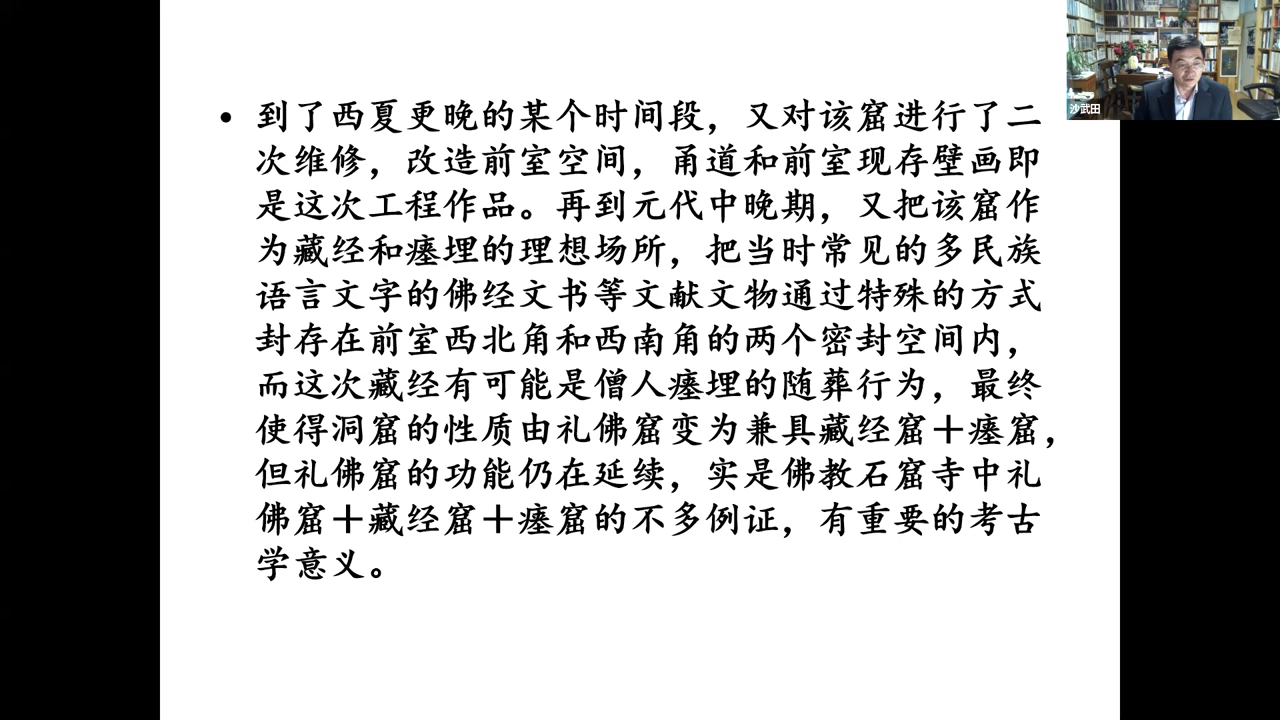 • 到了西夏更晚的某个时间段，又对该窟进行了二
次维修，改造前室空间，甬道和前室现存壁画即
是这次工程作品。再到元代中晚期，又把该窟作
为藏经和瘗埋的理想场所，把当时常见的多民族
语言文字的佛经文书等文献文物通过特殊的方式
封存在前室西北角和西南角的两个密封空间内，
而这次藏经有可能是僧人瘗埋的随葬行为，最终
使得洞窟的性质由礼佛窟变为兼具藏经窟＋瘗窟，
但礼佛窟的功能仍在延续，实是佛教石窟寺中礼
佛窟＋藏经窟＋瘗窟的不多例证，有重要的考古
学意义。
沙武田